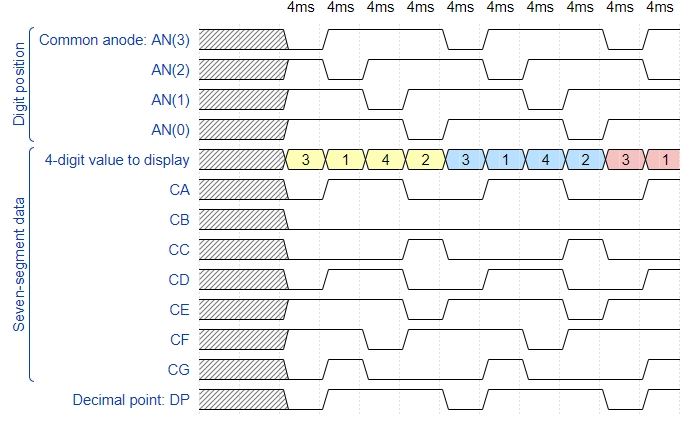 4ms 4ms 4ms 4ms 4ms 4ms 4ms 4ms 4ms 4ms
Digit position
Common anode: AN(3)
AN(2)
AN(1)
AN(0)
Seven-segment data
4-digit value to display 3 1 4 2 3 1 4 2 3 1
CA
CB
CC
CD
CE
CF
CG
Decimal point: DP